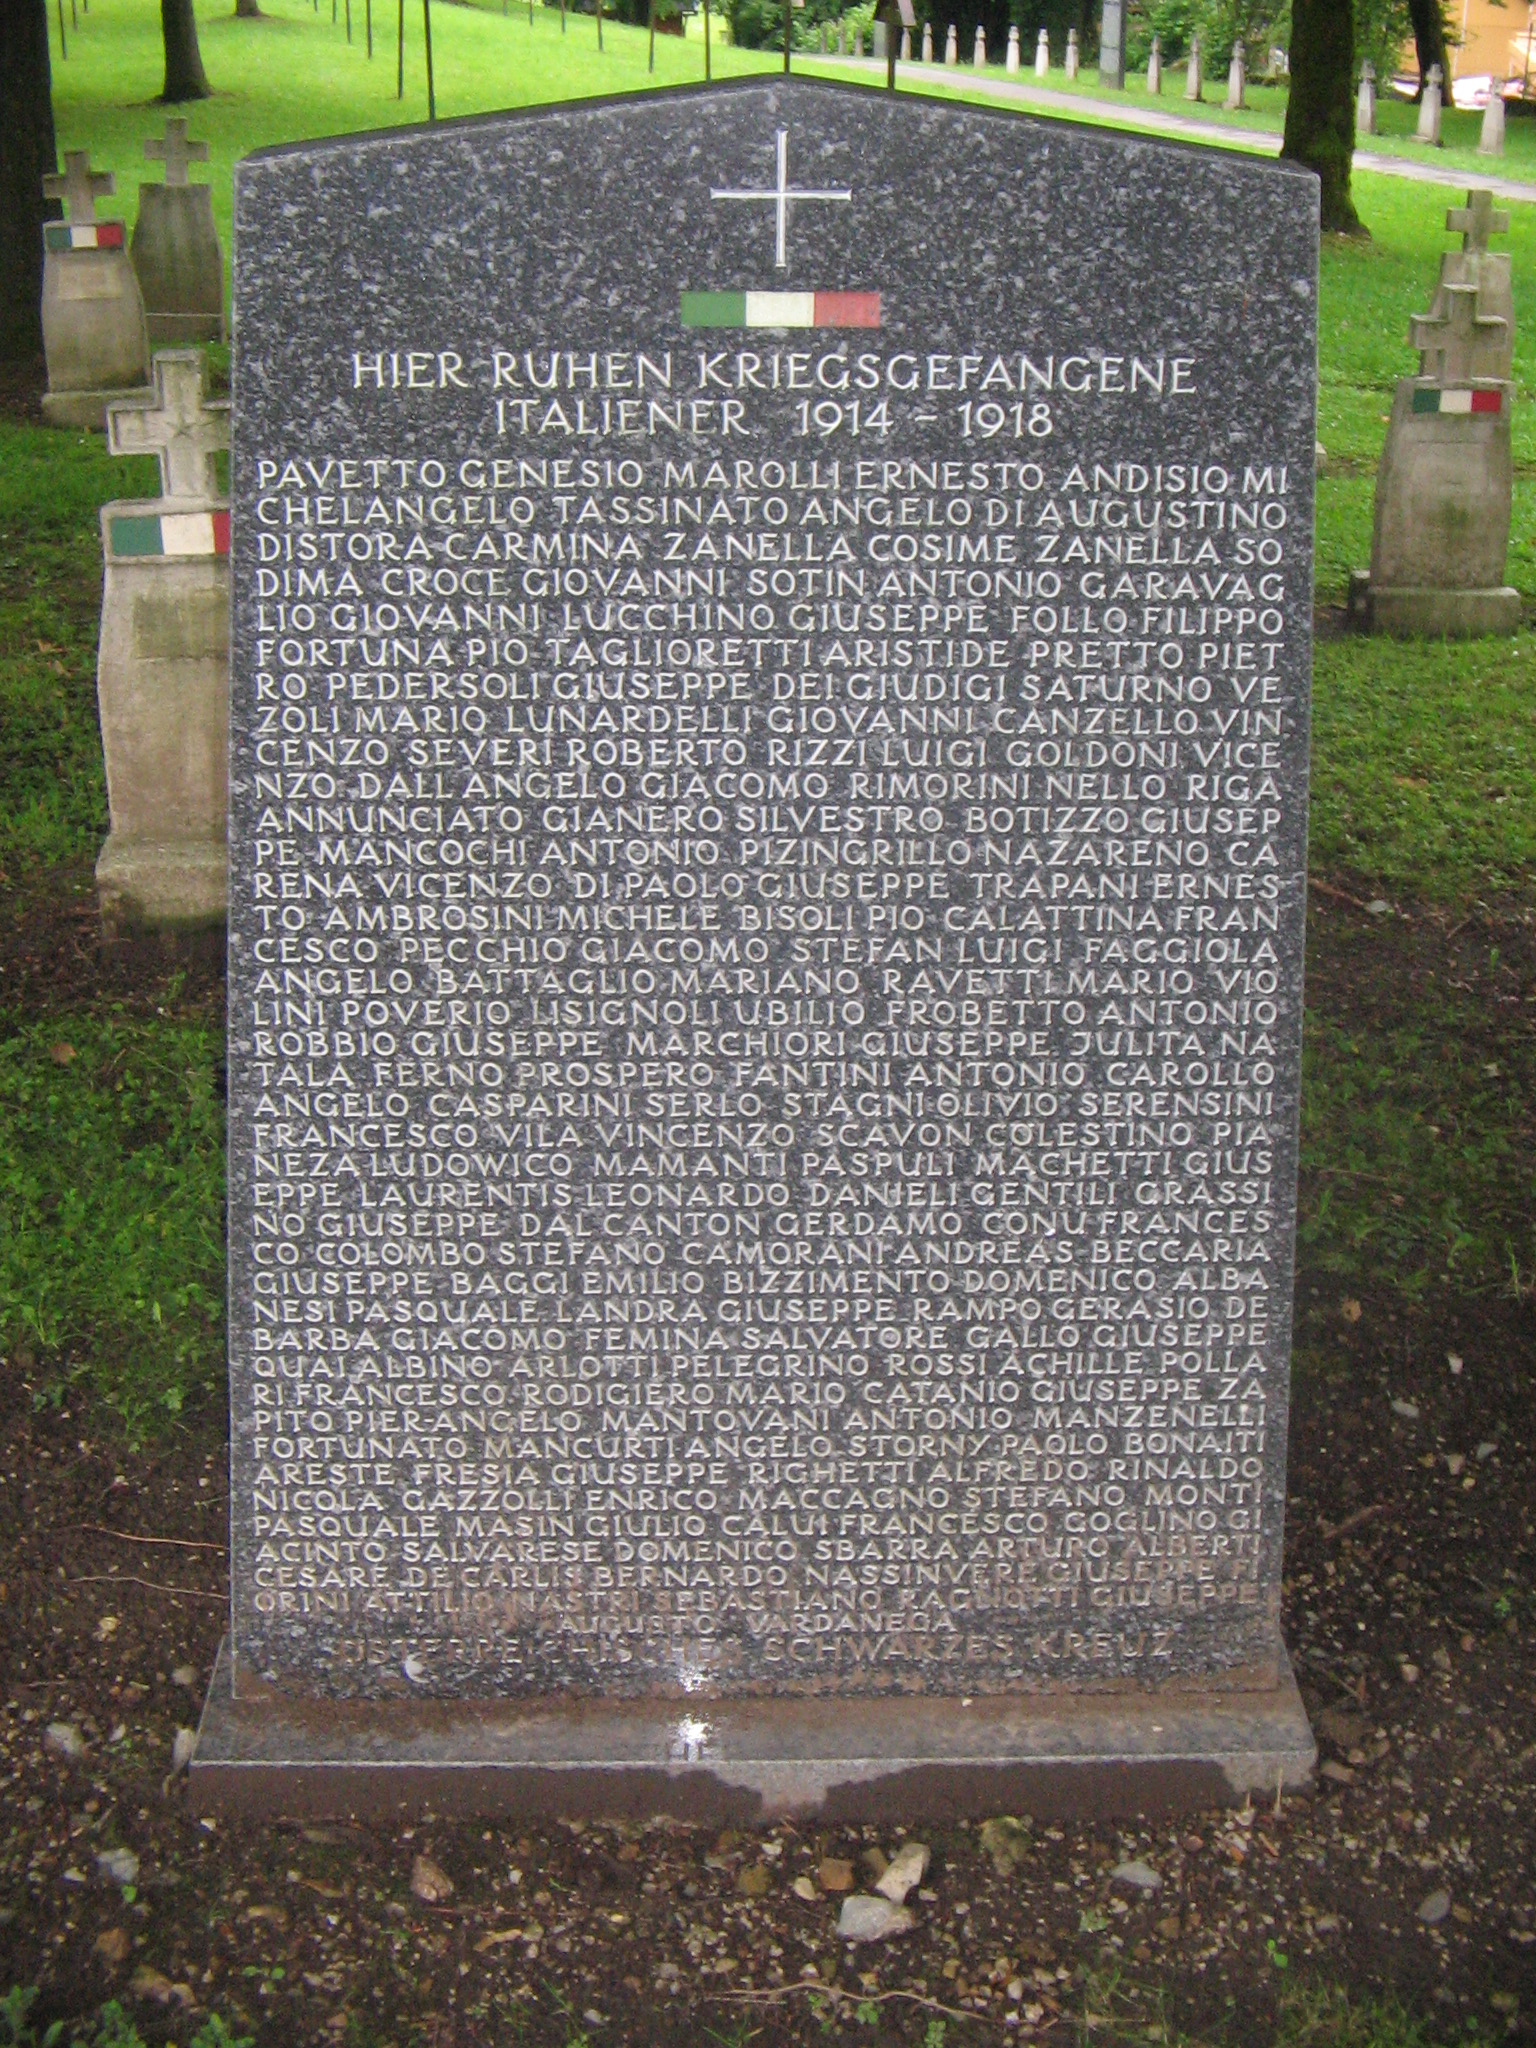 HIER RUHEN KRIEGSGEFANGENE
ITALIENER 1914 - 1918
PAVETTO GENESIO MAROLLI ERNESTO ANDISIO MI
CHELANGELO TASSINATO ANGELO DI AUGUSTINO
DISTORA CARMINA ZANELLA COSIME ZANELLA SO
DIMA CROCE GIOVANNI SOTIN ANTONIO GARAVAG
LIO GIOVANNI LUCCHINO GIUSEPPE FOLLO FILIPPO
FORTUNA PIO TAGLIORETTI ARISTIDE PRETTO PIET
RO PEDERSOLI GIUSEPPE DEI GIUDIGI SATURNO VE
ZOLI MARIO LUNARDELLI GIOVANNI CANZELLO VIN
CENZO SEVERI ROBERTO RIZZI LUIGI GOLDONI VICE
NZO DALL ANGELO GIACOMO RIMORINI NELLO RIGA
ANNUNCIATO GIANERO SILVESTRO BOTIZZO GIUSEP
PE MANCOCHI ANTONIO PIZINGRILLO NAZARENO CA
RENA VICENZO DI PAOLO GIUSEPPE TRAPANI ERNES
TO AMBROSINI MICHELE BISOLI PIO CALATTINA FRAN
CESCO PECCHIO GIACOMO STEFAN LUIGI FAGGIOLA
ANGELO BATTAGLIO MARIANO RAVETTI MARIO VIO
LINI POVERIO LISIGNOLI UBILIO FROBETTO ANTONIO
ROBBIO GIUSEPPE MARCHIORI GIUSEPPE JULITA NA
TALA FERNO PROSPERO FANTINI ANTONIO CAROLLO
ANGELO CASPARINI SERLO STAGNI OLIVIO SERENSINI
FRANCESCO VILA VINCENZO SCAVON COLESTINO PIA
NEZA LUDOWICO MAMANTI PASPULI MACHETTI GIUS
EPPE LAURENTIS LEONARDO DANIELI GENTILI GRASSI
NO GIUSEPPE DAL CANTON GERDAMO CONU FRANCES
CO COLOMBO STEFANO CAMORANI ANDREAS BECCARIA
GIUSEPPE BAGGI EMILIO BIZZIMENTO DOMENICO ALBA
NESI PASQUALE LANDRA GIUSEPPE RAMPO GERASIO DE
BARBA GIACOMO FEMINA SALVATORE GALLO GIUSEPPE
QUAI ALBINO ARLOTTI PELEGRINO ROSSI ACHILLE POLLA
RI FRANCESCO RODIGIERO MARIO CATANIO GIUSEPPE ZA
PITO PIER-ANGELO MANTOVANI ANTONIO MANZENELLI
FORTUNATO MANCURTI ANGELO STORNY PAOLO BONAITI
ARESTE FRESIA GIUSEPPE RIGHETTI ALFREDO RINALDO
NICOLA GAZZOLLI ENRICO MACCAGNO STEFANO MONTI
PASQUALE MASIN GIULIO CALUI FRANCESCO GOGLINO GI
ACINTO SALVARESE DOMENICO SBARRA ARTURO ALBERTI
CESARE DE CARLIS BERNARDO NASSINVERE GIUSEPPE FI
ORINI ATTILIO NASTRI SEBASTIANO RAGLIOTTI GIUSEPPE
AUGUSTO VARDANEGA
ÖSTERREICHISCHES SCHWARZES KREUZ